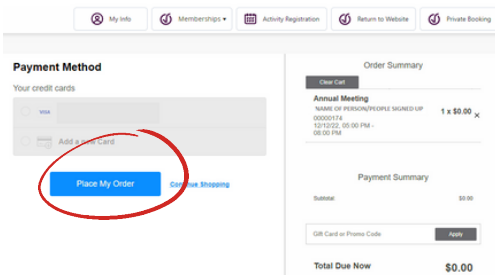 My Info
Memberships
Activity Registration
Return to Website
Private Booking
Payment Method
Your credit cards
VISA
Add a new Card
Place My Order
Continue Shopping
Order Summary
Clear Cart
Annual Meeting
NAME OF PERSON/PEOPLE SIGNED UP
1 x $0.00 ×
00000174
12/12/22, 05:00 PM -
08:00 PM
Payment Summary
Subtotal $0.00
Gift Card or Promo Code Apply
Total Due Now $0.00